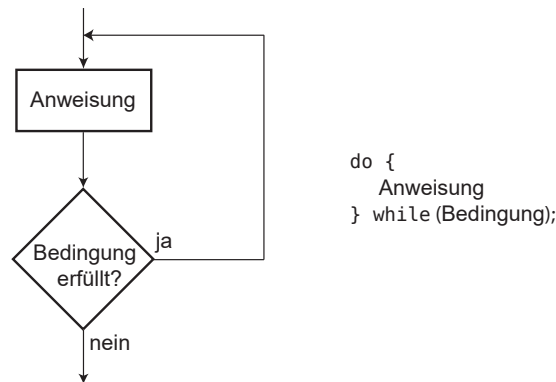 Anweisung
Bedingung
erfüllt?
ja
nein
do {
Anweisung
} while (Bedingung);